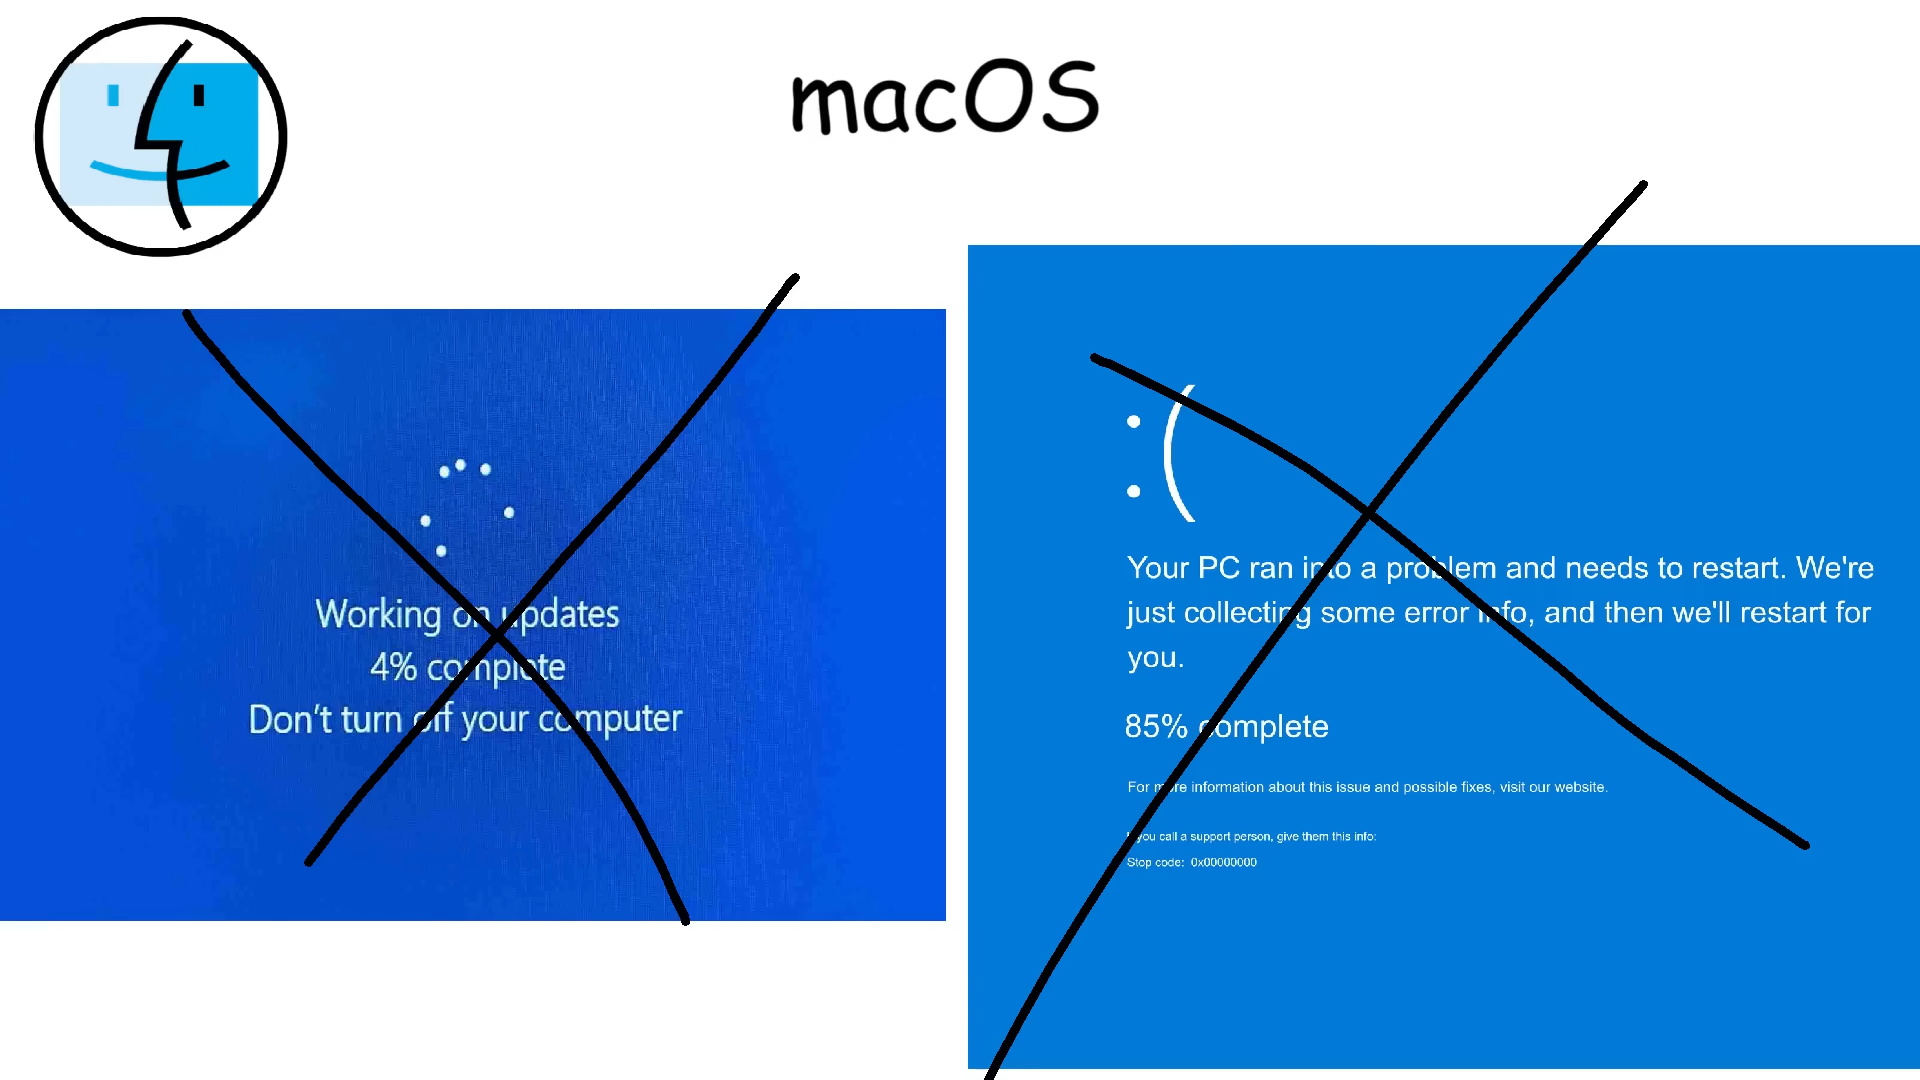 macOS
Working on updates
4% complete
Don't turn off your computer
:(
Your PC ran into a problem and needs to restart. We're
just collecting some error info, and then we'll restart for
you.
85% complete
For more information about this issue and possible fixes, visit our website.
If you call a support person, give them this info:
Stop code: 0x00000000